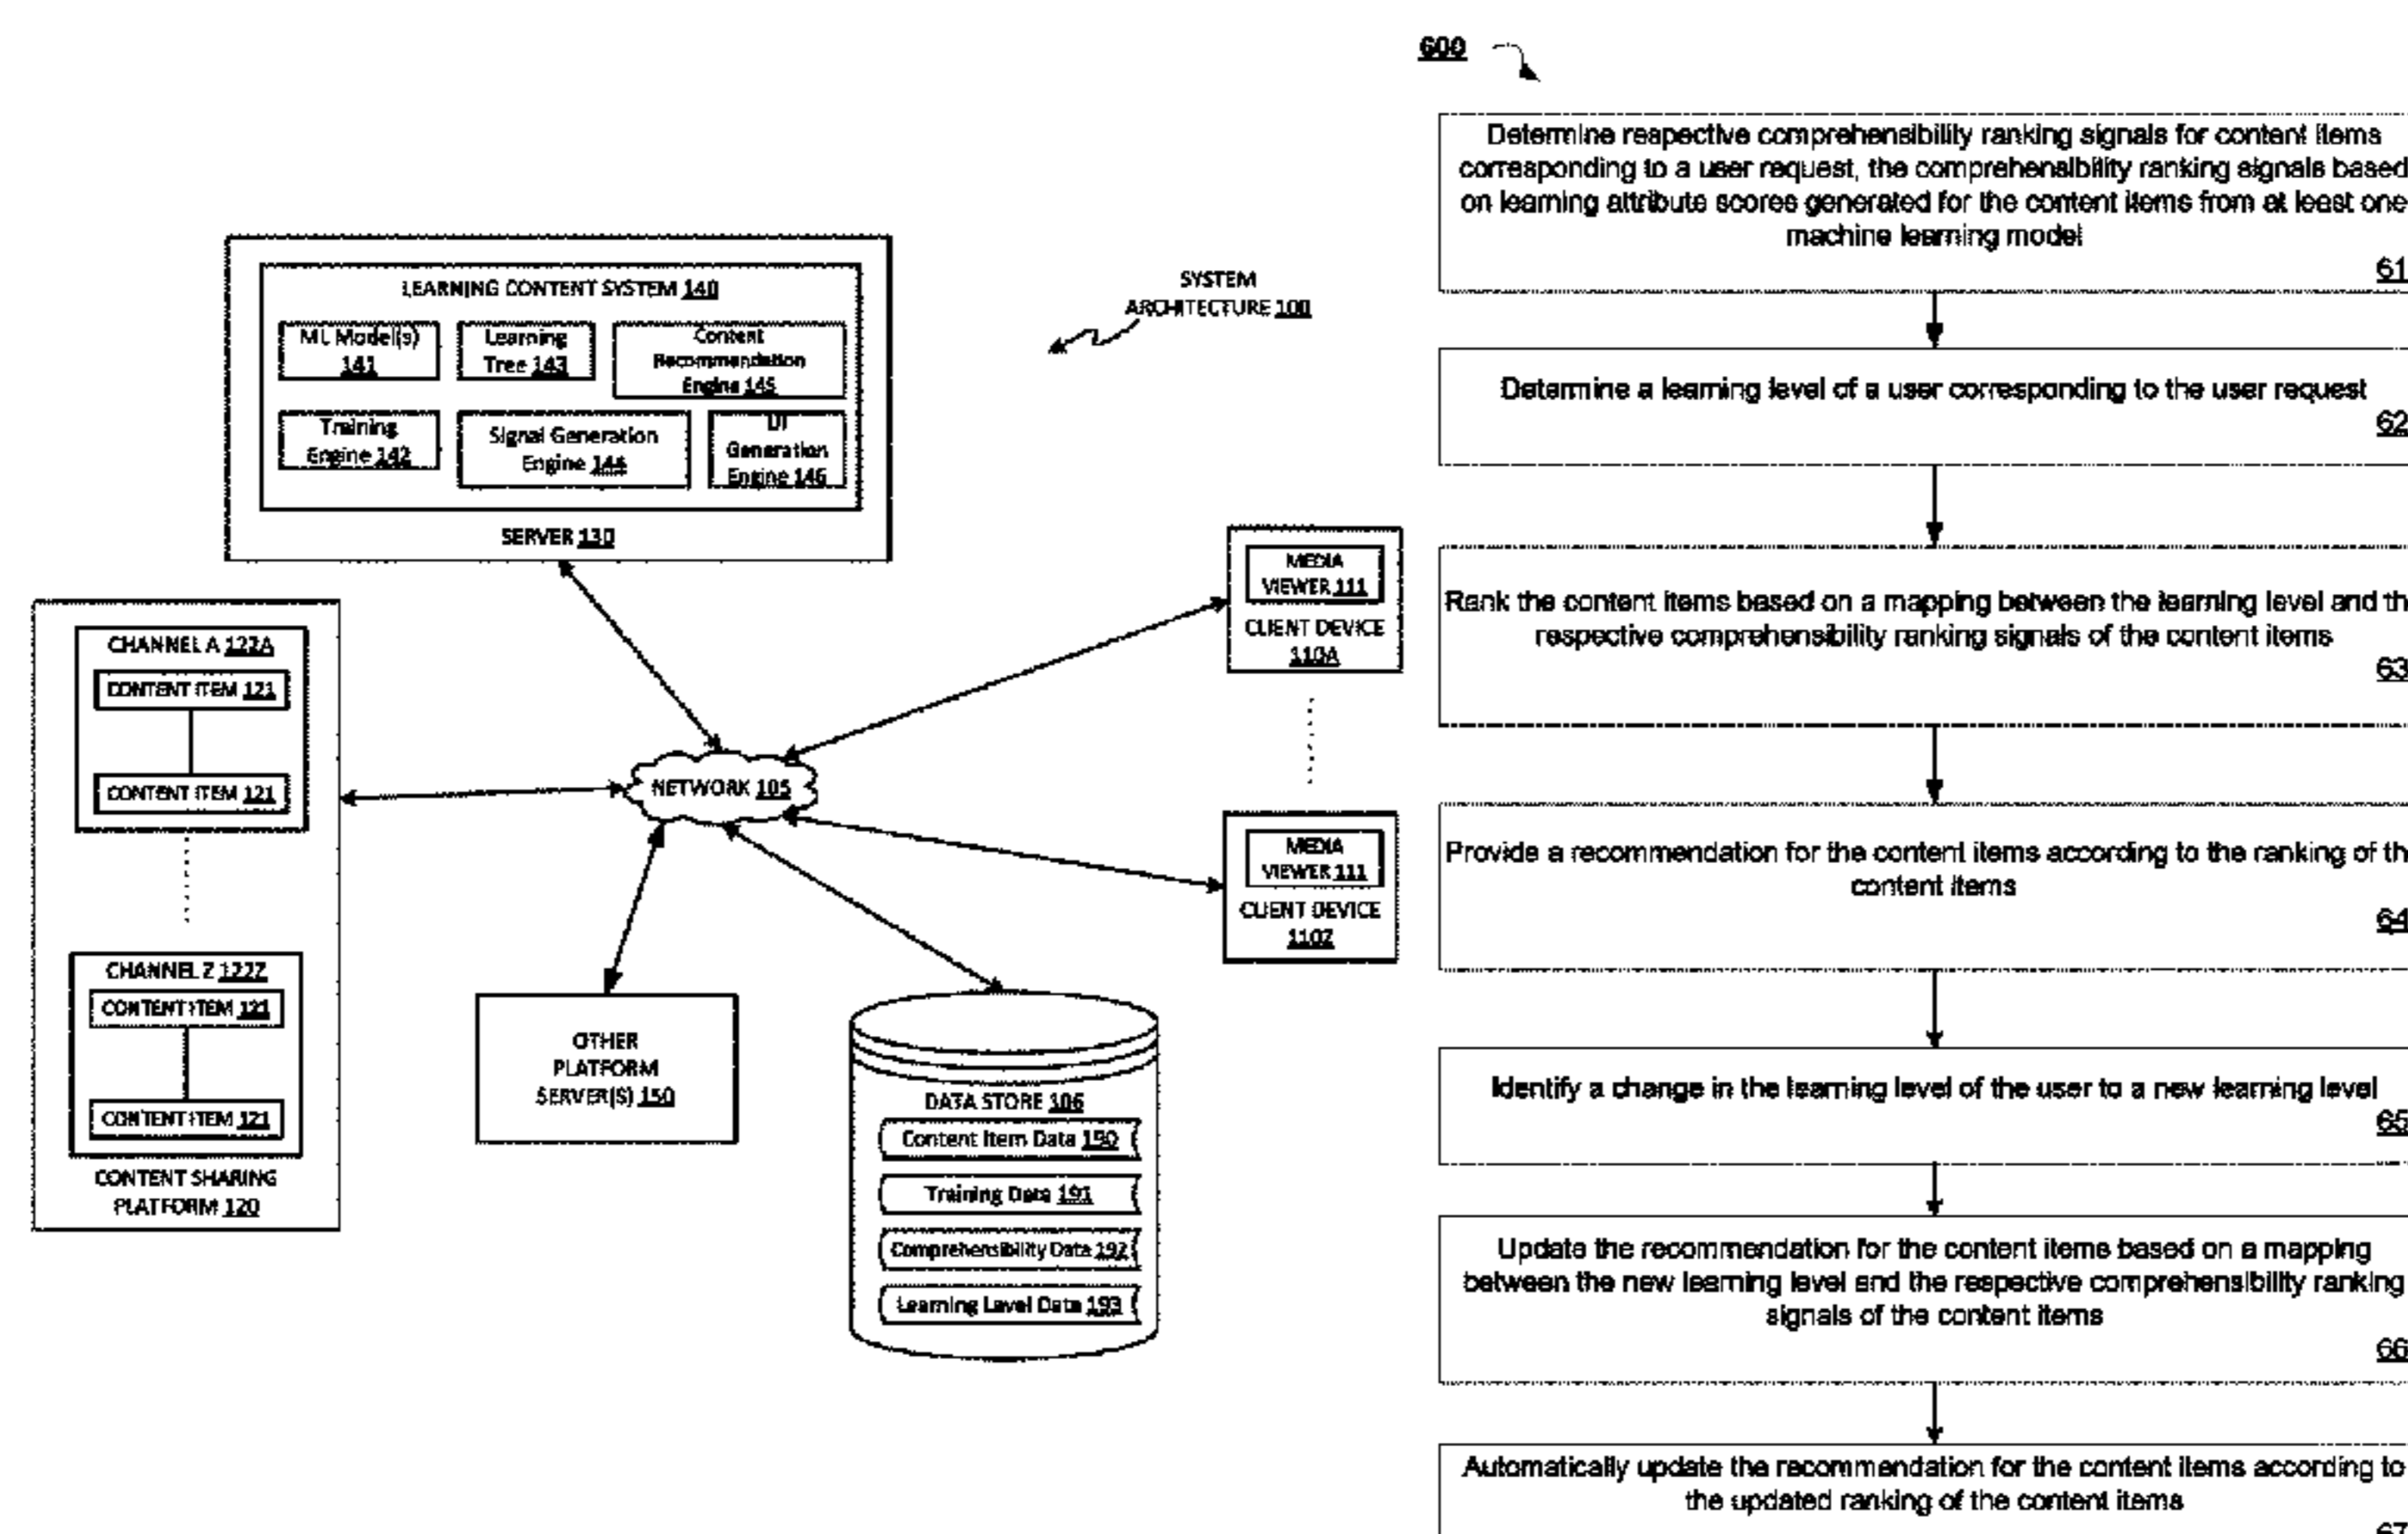 LEARNING CONTENT SYSTEM 140
ML Model(s)
141
Learning
Tree 143
Content
Recommendation
Engine 145
Training
Engine 142
Signal Generation
Engine 144
UI
Generation
Engine 146
SERVER 130
SYSTEM
ARCHITECTURE 100
CHANNEL A 122A
CONTENT ITEM 121
CONTENT ITEM 121
CHANNEL Z 122Z
CONTENT ITEM 121
CONTENT ITEM 121
CONTENT SHARING
PLATFORM 120
NETWORK 105
MEDIA
VIEWER 111
CLIENT DEVICE
110A
MEDIA
VIEWER 111
CLIENT DEVICE
110Z
OTHER
PLATFORM
SERVER(S) 150
DATA STORE 106
Content Item Data 190
Training Data 191
Comprehensibility Data 192
Learning Level Data 193
600
Determine respective comprehensibility ranking signals for content items
corresponding to a user request, the comprehensibility ranking signals based
on learning attribute scores generated for the content items from at least one
machine learning model
61
Determine a learning level of a user corresponding to the user request
62
Rank the content items based on a mapping between the learning level and th
respective comprehensibility ranking signals of the content items
63
Provide a recommendation for the content items according to the ranking of th
content items
64
Identify a change in the learning level of the user to a new learning level
65
Update the recommendation for the content items based on a mapping
between the new learning level and the respective comprehensibility ranking
signals of the content items
66
Automatically update the recommendation for the content items according to
the updated ranking of the content items